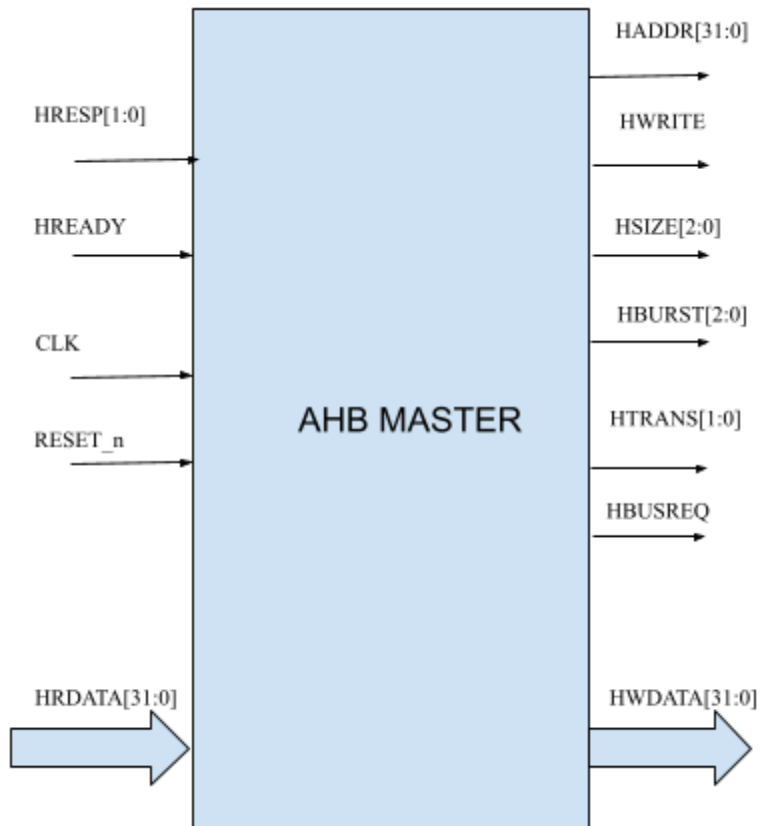 HADDR[31:0]
HRESP[1:0]
HWRITE
HREADY
HSIZE[2:0]
HBURST[2:0]
CLK
AHB MASTER
HTRANS[1:0]
RESET_n
HBUSREQ
HRDATA[31:0]
HWDATA[31:0]